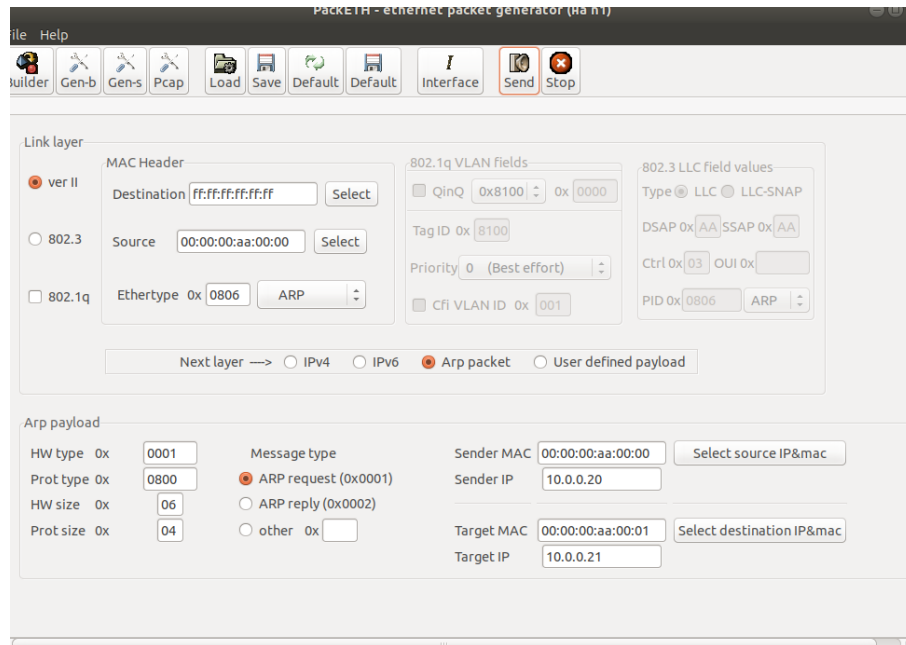 PackETH - ethernet packet generator (Ha h1)
File Help
Builder Gen-b Gen-s Pcap Load Save Default Default Interface Send Stop
Link layer
ver II
802.3
802.1q
MAC Header
Destination ff:ff:ff:ff:ff:ff Select
Source 00:00:00:aa:00:00 Select
Ethertype 0x 0806 ARP
802.1q VLAN fields
QinQ 0x8100 0x 0000
Tag ID 0x 8100
Priority 0 (Best effort)
Cfi VLAN ID 0x 001
802.3 LLC field values
Type LLC LLC-SNAP
DSAP 0x AA SSAP 0x AA
Ctrl 0x 03 OUI 0x
PID 0x 0806 ARP
Next layer ---> IPv4 IPv6 Arp packet User defined payload
Arp payload
HW type 0x 0001
Prot type 0x 0800
HW size 0x 06
Prot size 0x 04
Message type
ARP request (0x0001)
ARP reply (0x0002)
other 0x
Sender MAC 00:00:00:aa:00:00 Select source IP&mac
Sender IP 10.0.0.20
Target MAC 00:00:00:aa:00:01 Select destination IP&mac
Target IP 10.0.0.21